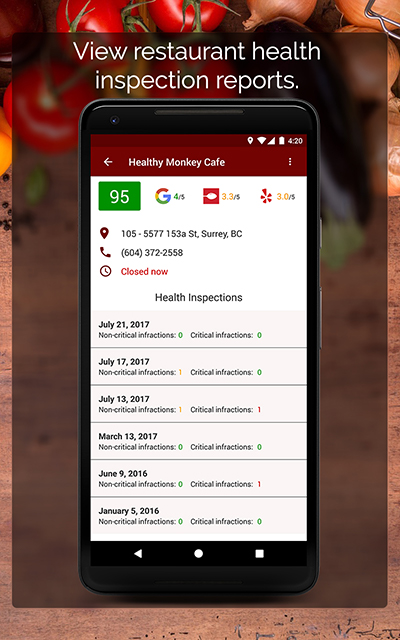 View restaurant health
inspection reports.
4:20
Healthy Monkey Cafe
95 4/5 3.3/5 3.0/5
105 - 5577 153a St, Surrey, BC
(604) 372-2558
Closed now
Health Inspections
July 21, 2017
Non-critical infractions: 0 Critical infractions: 0
July 17, 2017
Non-critical infractions: 1 Critical infractions: 0
July 13, 2017
Non-critical infractions: 1 Critical infractions: 1
March 13, 2017
Non-critical infractions: 0 Critical infractions: 0
June 9, 2016
Non-critical infractions: 0 Critical infractions: 1
January 5, 2016
Non-critical infractions: 0 Critical infractions: 0